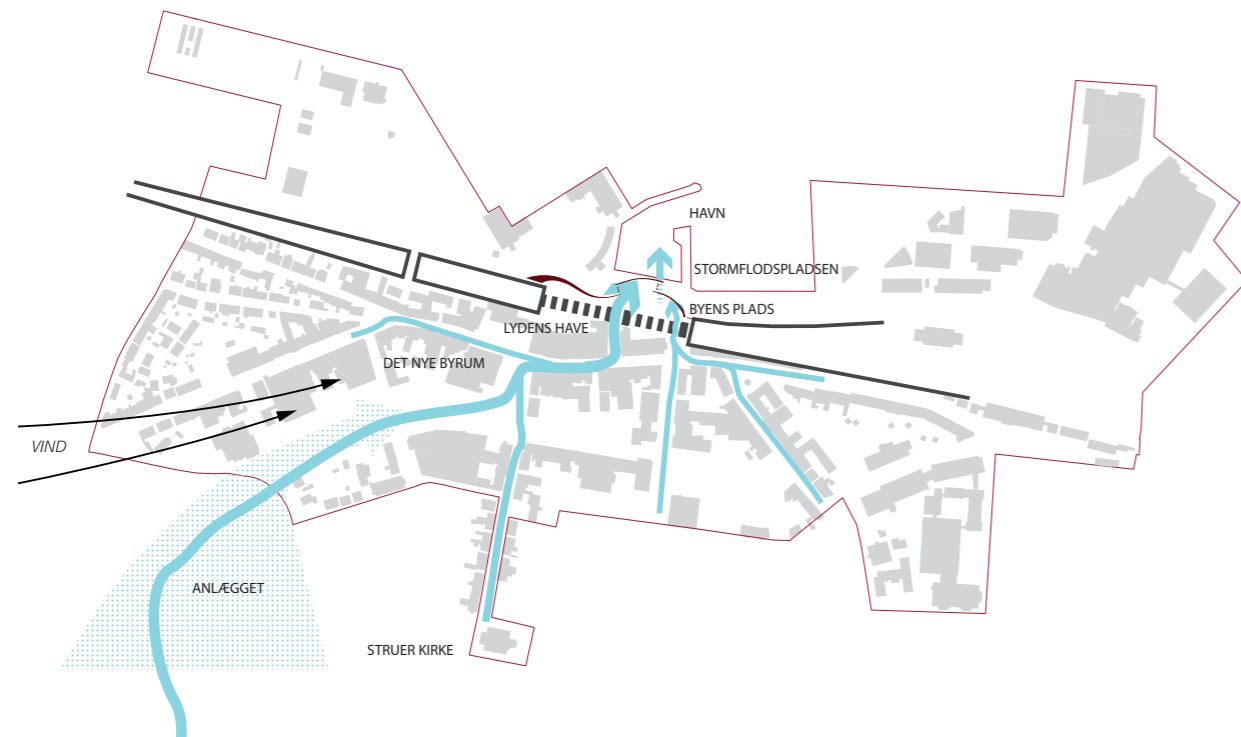 HAVN
STORMFLODSPLADSEN
BYENS PLADS
LYDENS HAVE
DET NYE BYRUM
VIND
ANLÆGGET
STRUER KIRKE